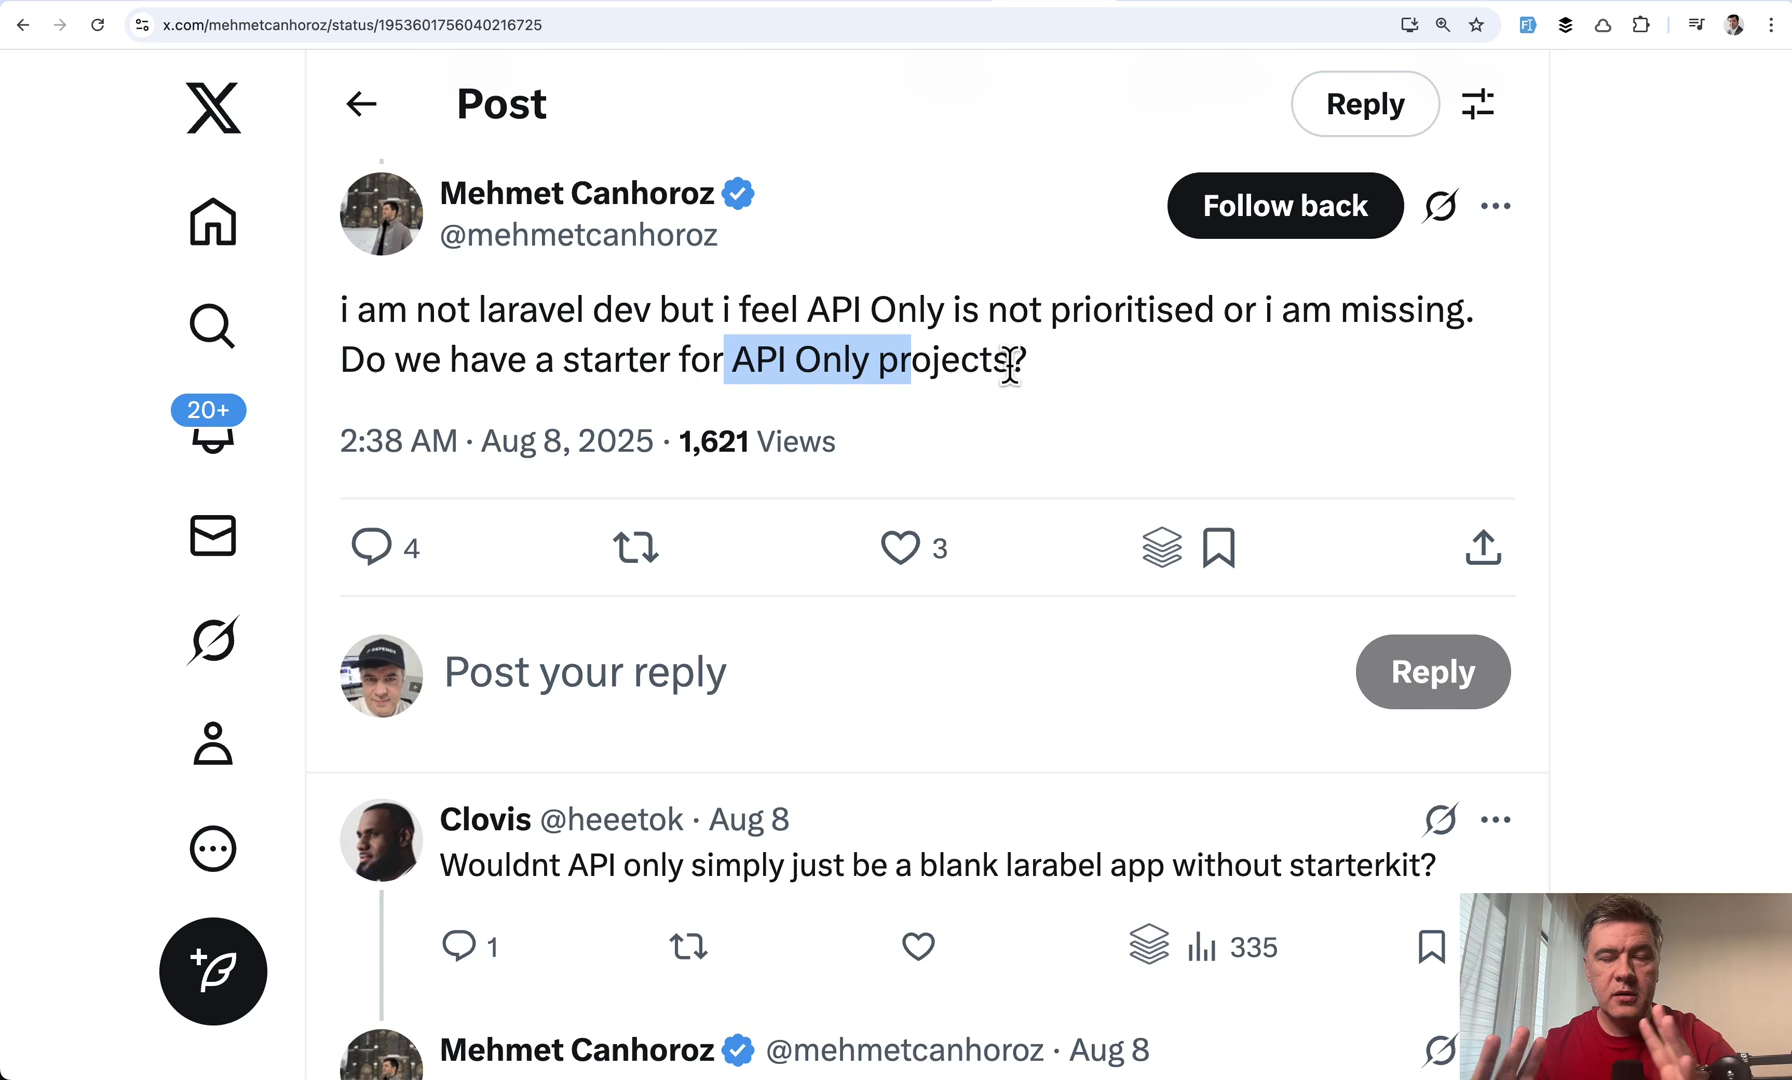 x.com/mehmetcanhoroz/status/1953601756040216725
Post
Reply
Mehmet Canhoroz
@mehmetcanhoroz
Follow back
i am not laravel dev but i feel API Only is not prioritised or i am missing.
Do we have a starter for API Only projects?
20+
2:38 AM · Aug 8, 2025 · 1,621 Views
4
3
Post your reply
Reply
Clovis @heeetok · Aug 8
Wouldnt API only simply just be a blank larabel app without starterkit?
1
335
Mehmet Canhoroz @mehmetcanhoroz · Aug 8